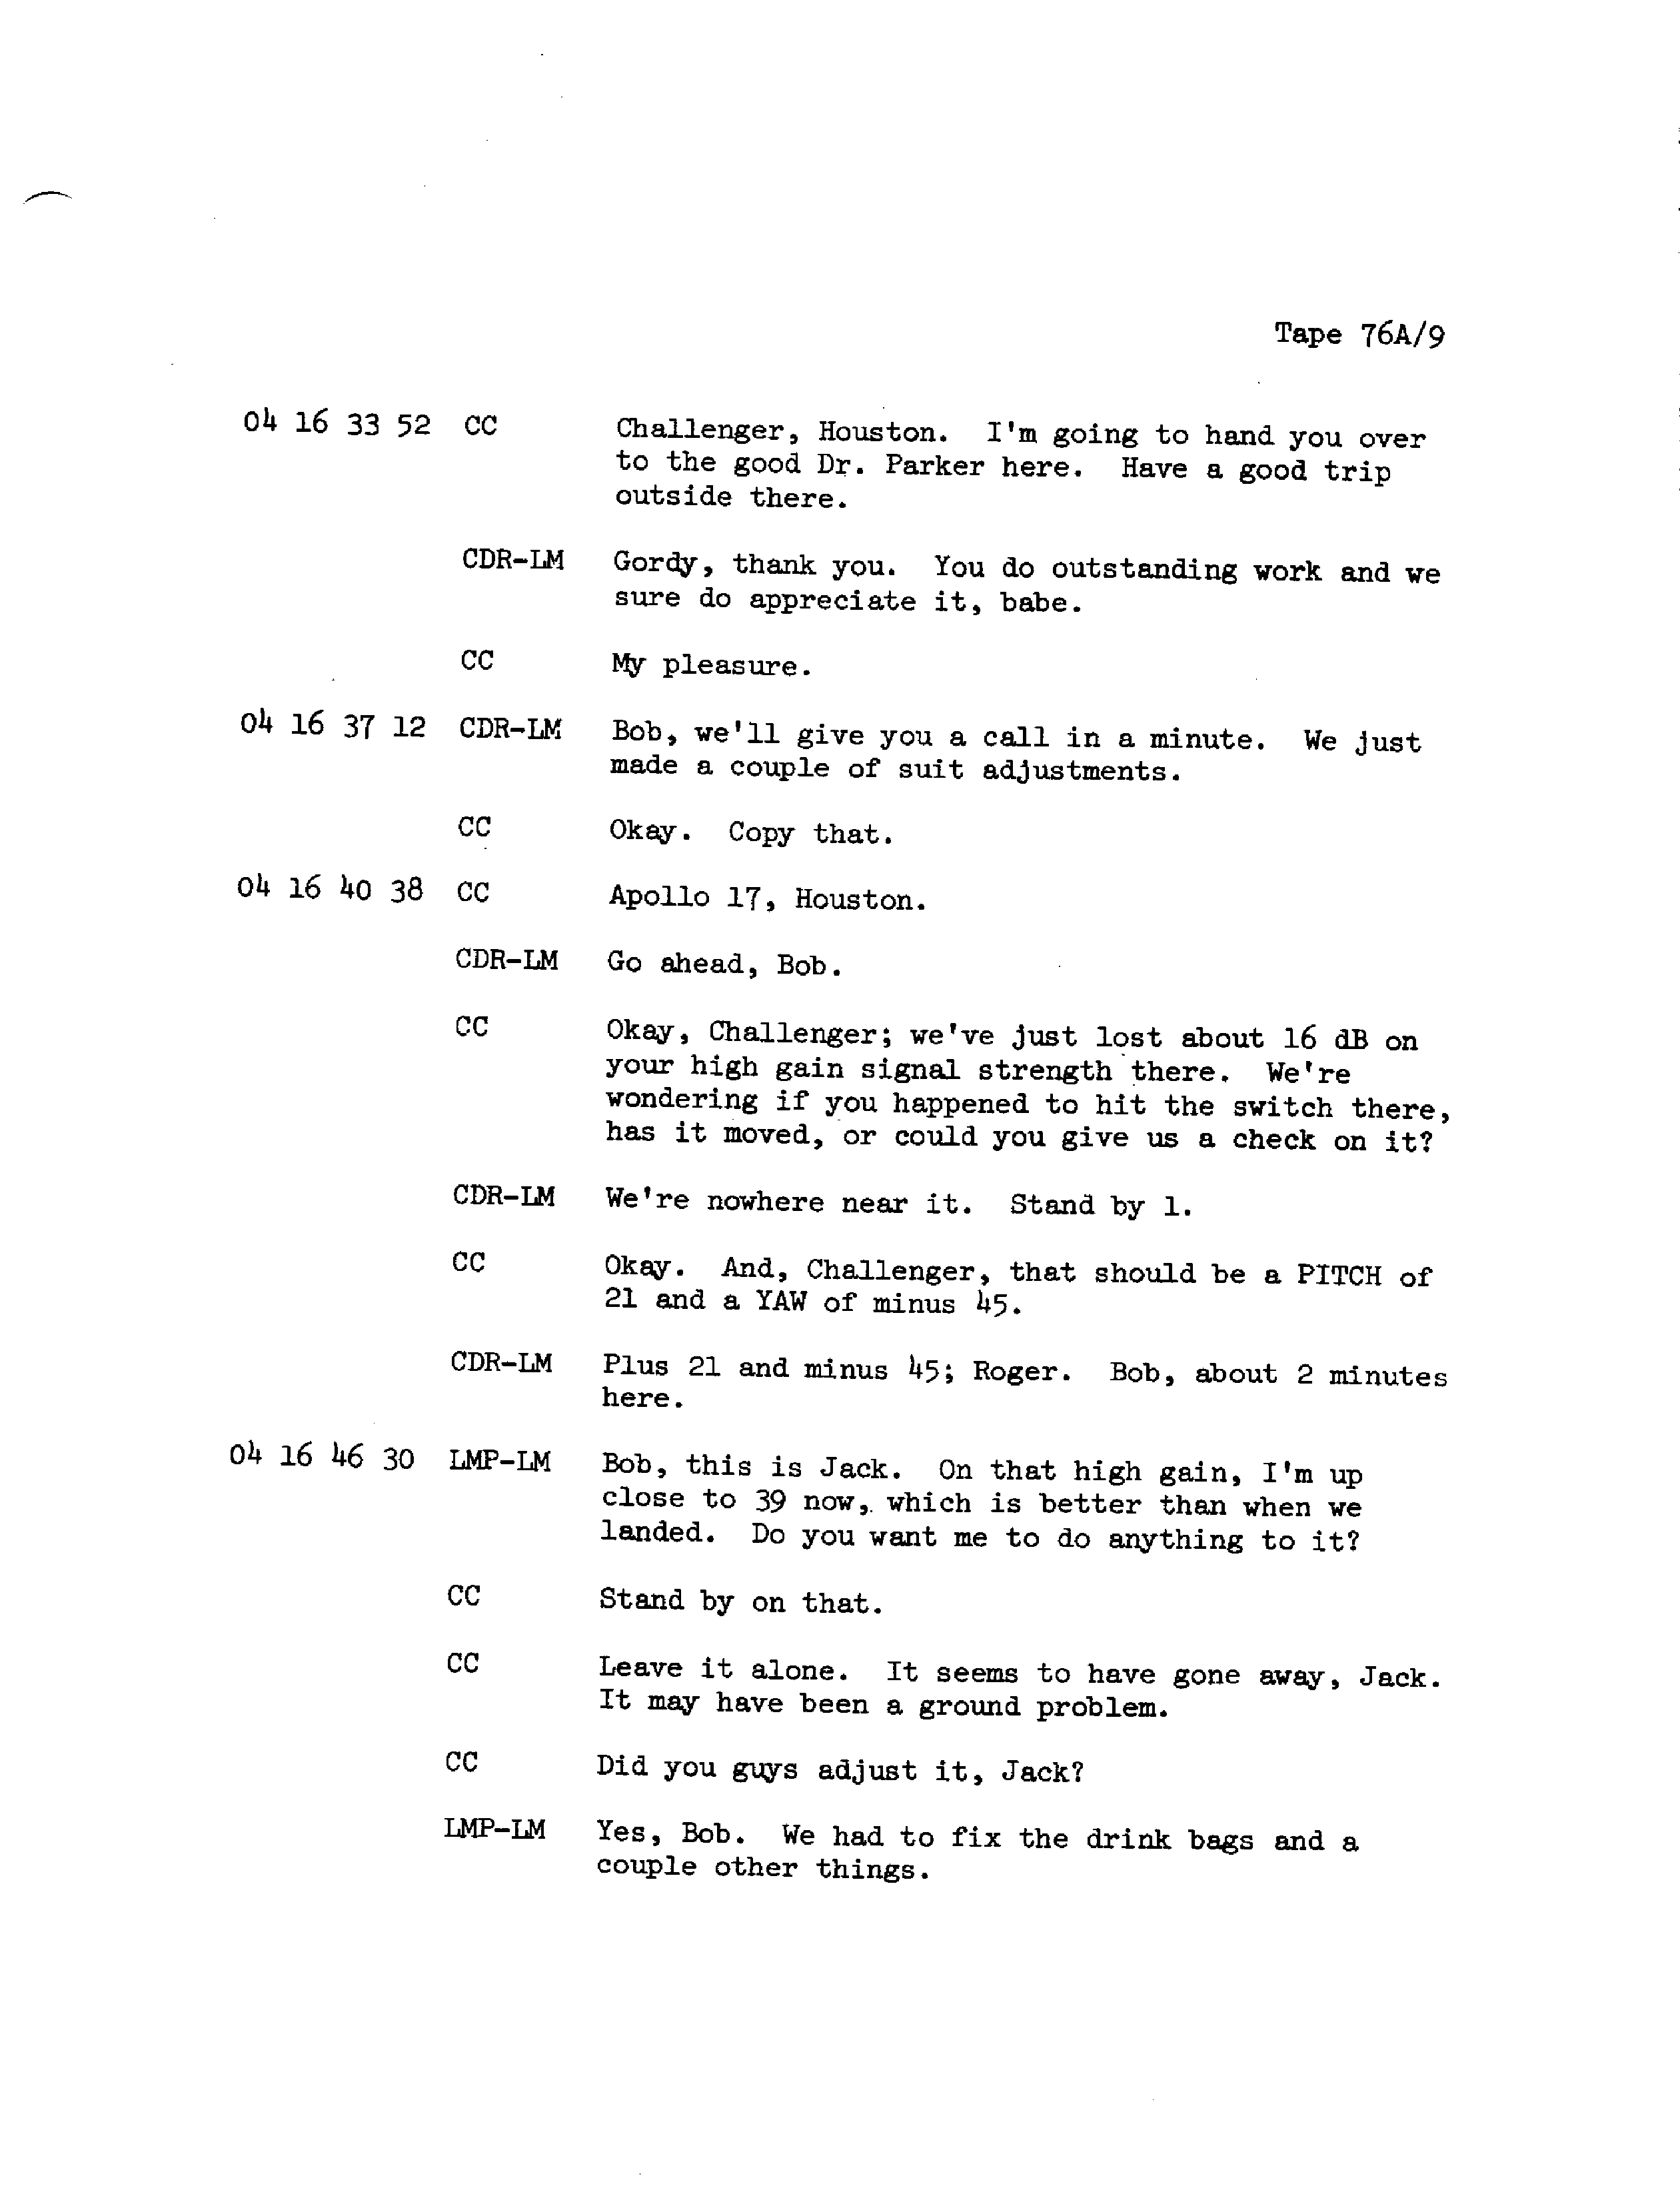 Tape 76A/9
04 16 33 52 CC Challenger, Houston. I'm going to hand you over
to the good Dr. Parker here. Have a good trip
outside there.
CDR-LM Gordy, thank you. You do outstanding work and we
sure do appreciate it, babe.
CC My pleasure.
04 16 37 12 CDR-LM Bob, we'll give you a call in a minute. We just
made a couple of suit adjustments.
CC Okay. Copy that.
04 16 40 38 CC Apollo 17, Houston.
CDR-LM Go ahead, Bob.
CC Okay, Challenger; we've just lost about 16 dB on
your high gain signal strength there. We're
wondering if you happened to hit the switch there,
has it moved, or could you give us a check on it?
CDR-LM We're nowhere near it. Stand by 1.
CC Okay. And, Challenger, that should be a PITCH of
21 and a YAW of minus 45.
CDR-LM Plus 21 and minus 45; Roger. Bob, about 2 minutes
here.
04 16 46 30 LMP-LM Bob, this is Jack. On that high gain, I'm up
close to 39 now, which is better than when we
landed. Do you want me to do anything to it?
CC Stand by on that.
CC Leave it alone. It seems to have gone away, Jack.
It may have been a ground problem.
CC Did you guys adjust it, Jack?
LMP-LM Yes, Bob. We had to fix the drink bags and a
couple other things.